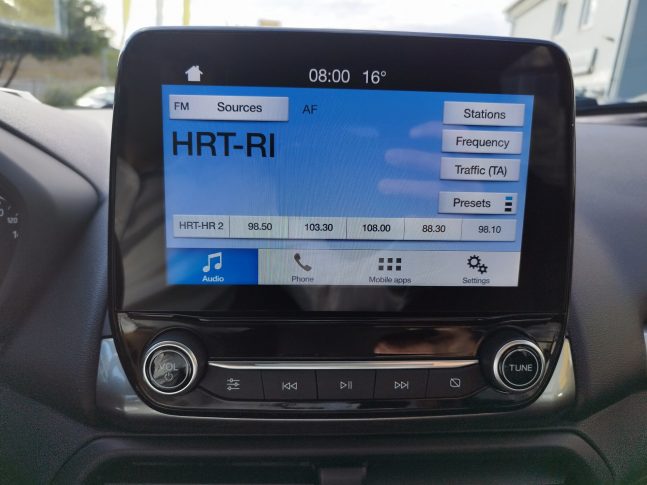 08:00 16°
FM Sources AF
Stations
HRT-RI
Frequency
Traffic (TA)
Presets
HRT-HR 2 98.50 103.30 108.00 88.30 98.10
Audio Phone Mobile apps Settings
VOL TUNE
120